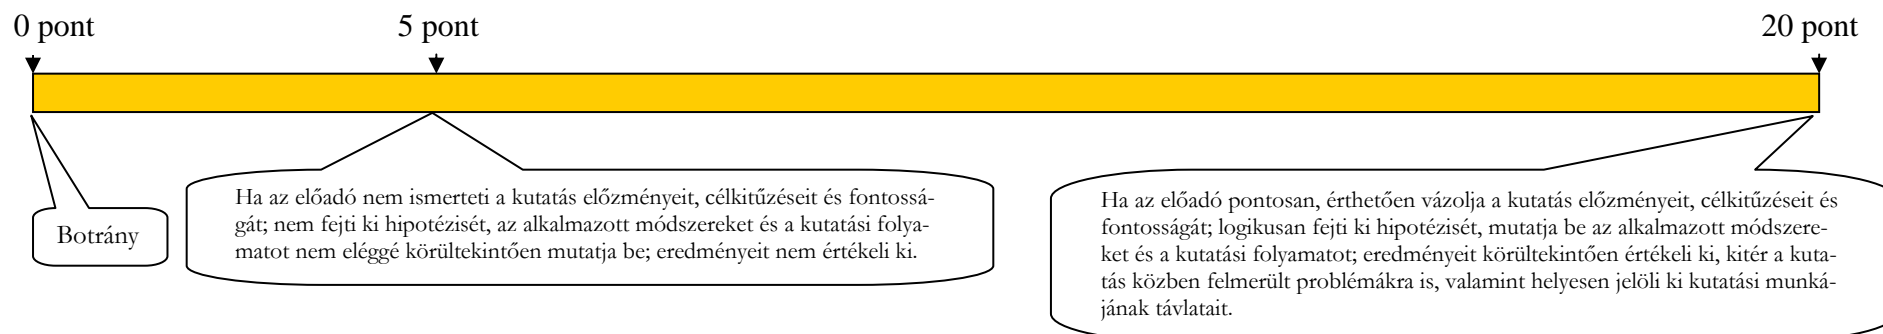 0 pont
5 pont
20 pont
Botrány
Ha az előadó nem ismerteti a kutatás előzményeit, célkitűzéseit és fontossá-
gát; nem fejti ki hipotézisét, az alkalmazott módszereket és a kutatási folya-
matot nem eléggé körültekintően mutatja be; eredményeit nem értékeli ki.
Ha az előadó pontosan, érthetően vázolja a kutatás előzményeit, célkitűzéseit és
fontosságát; logikusan fejti ki hipotézisét, mutatja be az alkalmazott módszere-
ket és a kutatási folyamatot; eredményeit körültekintően értékeli ki, kitér a kuta-
tás közben felmerült problémákra is, valamint helyesen jelöli ki kutatási munká-
jának távlatait.